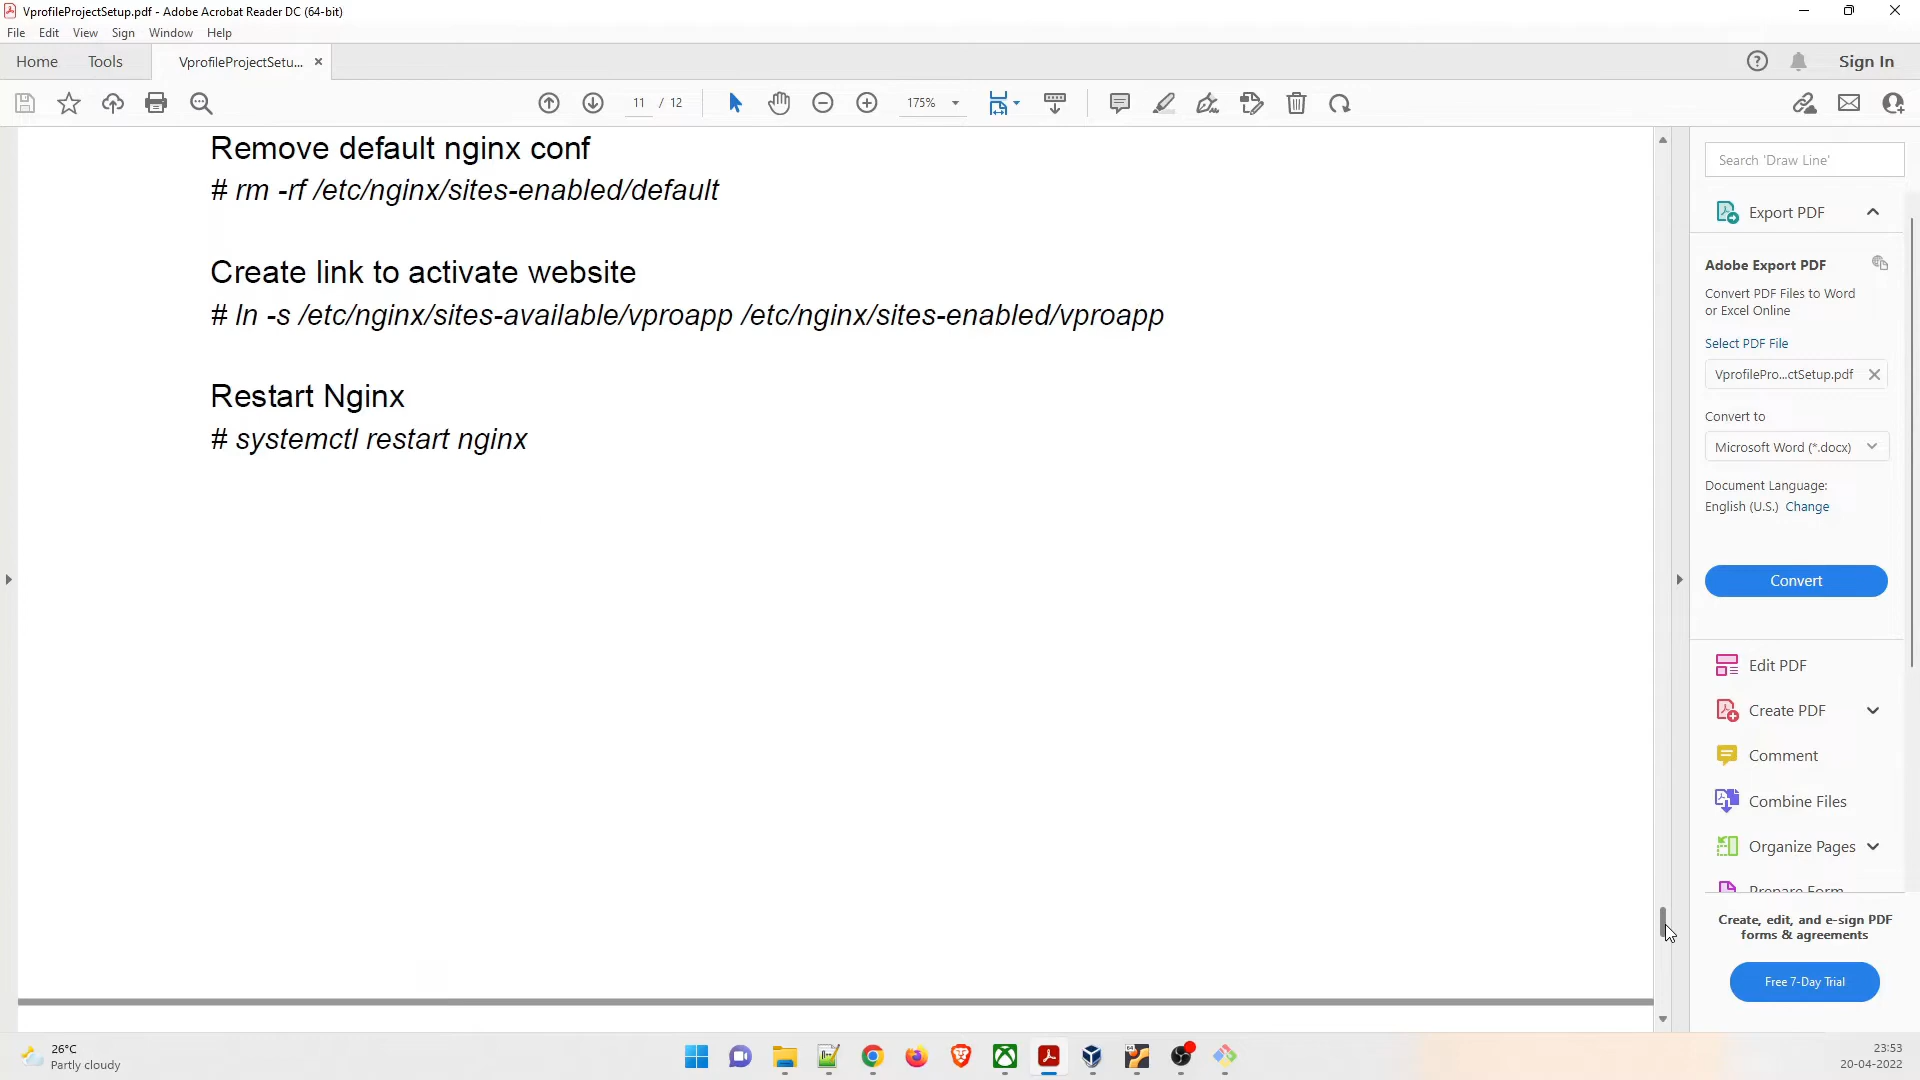 VprofileProjectSetup.pdf - Adobe Acrobat Reader DC (64-bit)
File Edit View Sign Window Help
Home Tools VprofileProjectSetu... × Sign In
11 / 12 175%
Remove default nginx conf
# rm -rf /etc/nginx/sites-enabled/default
Create link to activate website
# ln -s /etc/nginx/sites-available/vproapp /etc/nginx/sites-enabled/vproapp
Restart Nginx
# systemctl restart nginx
Search 'Draw Line'
Export PDF
Adobe Export PDF
Convert PDF Files to Word
or Excel Online
Select PDF File
VprofilePro...ctSetup.pdf
Convert to
Microsoft Word (*.docx)
Document Language:
English (U.S.) Change
Convert
Edit PDF
Create PDF
Comment
Combine Files
Organize Pages
Prepare Form
Create, edit, and e-sign PDF
forms & agreements
Free 7-Day Trial
26°C
Partly cloudy
23:53
20-04-2022